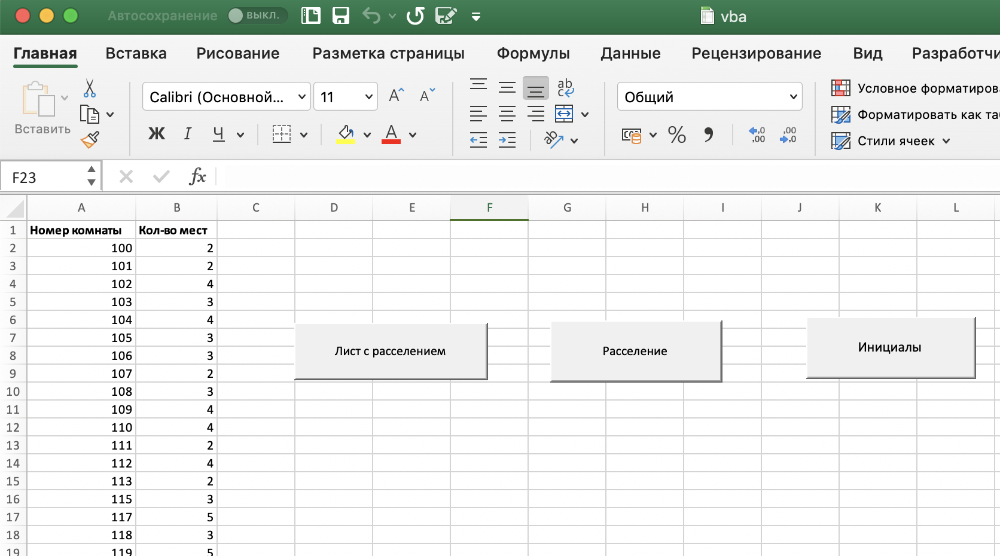 Автосохранение ВЫКЛ. vba
Главная Вставка Рисование Разметка страницы Формулы Данные Рецензирование Вид Разработчи
Вставить
Calibri (Основной... 11 A A ab c Общий
Ж I Ч A % ,0 ,00 ,00 ,0
Условное форматирова
Форматировать как та
Стили ячеек
F23 fx
A B C D E F G H I J K L
1 Номер комнаты Кол-во мест
2 100 2
3 101 2
4 102 4
5 103 3
6 104 4
7 105 3
8 106 3
9 107 2
10 108 3
11 109 4
12 110 4
13 111 2
14 112 4
15 113 2
16 115 3
17 117 5
18 118 3
19 119 5
Лист с расселением Расселение Инициалы